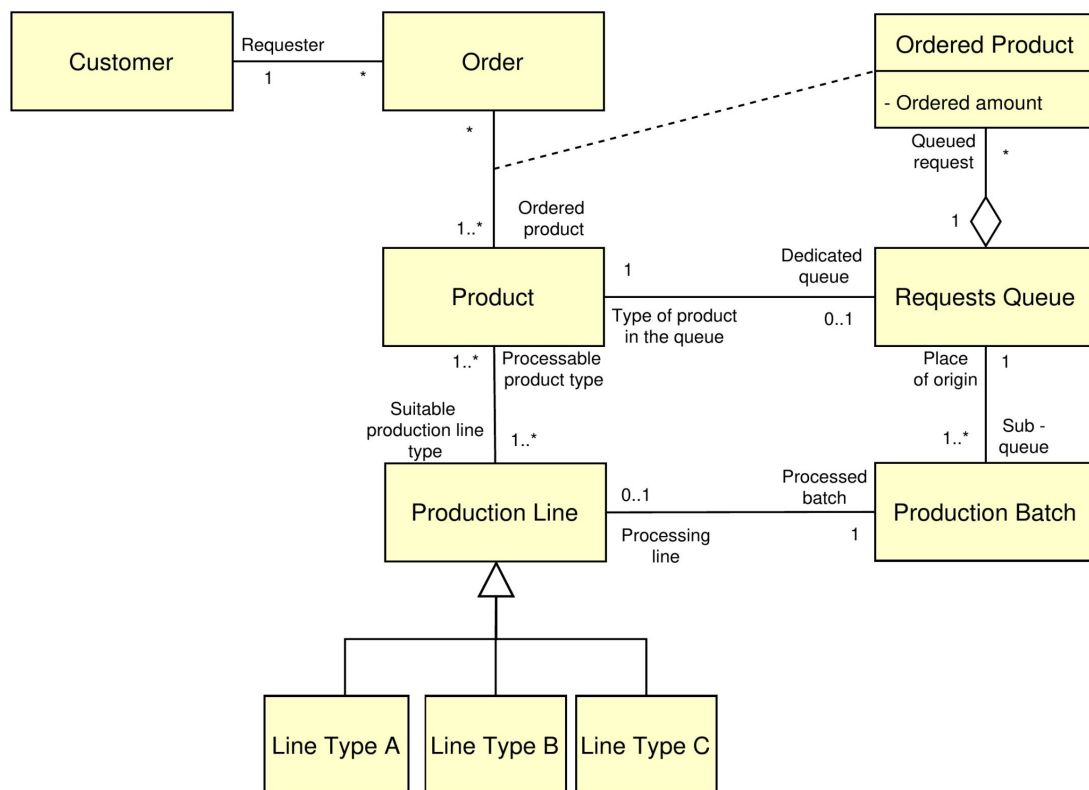 Customer
Requester
1
*
Order
Ordered Product
- Ordered amount
*
1..*
Ordered
product
Queued
request
*
1
Product
1
Type of product
in the queue
Dedicated
queue
0..1
Requests Queue
1..*
Processable
product type
Suitable
production line
type
1..*
Place
of origin
1
1..*
Sub -
queue
Production Line
0..1
Processing
line
Processed
batch
1
Production Batch
Line Type A
Line Type B
Line Type C